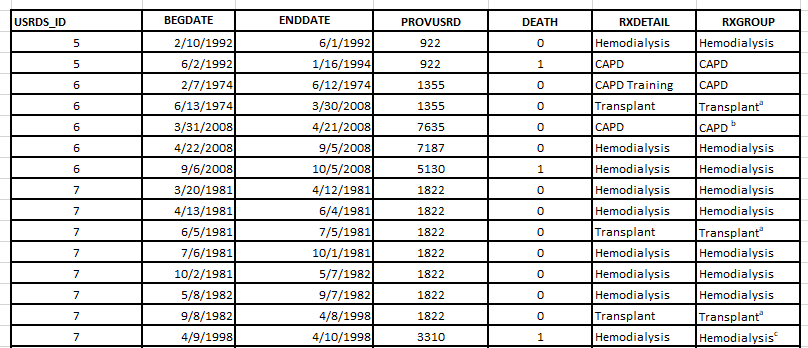 USRDS_ID BEGDATE ENDDATE PROVUSRD DEATH RXDETAIL RXGROUP
5 2/10/1992 6/1/1992 922 0 Hemodialysis Hemodialysis
5 6/2/1992 1/16/1994 922 1 CAPD CAPD
6 2/7/1974 6/12/1974 1355 0 CAPD Training CAPD
6 6/13/1974 3/30/2008 1355 0 Transplant Transplantᵃ
6 3/31/2008 4/21/2008 7635 0 CAPD CAPD ᵇ
6 4/22/2008 9/5/2008 7187 0 Hemodialysis Hemodialysis
6 9/6/2008 10/5/2008 5130 1 Hemodialysis Hemodialysis
7 3/20/1981 4/12/1981 1822 0 Hemodialysis Hemodialysis
7 4/13/1981 6/4/1981 1822 0 Hemodialysis Hemodialysis
7 6/5/1981 7/5/1981 1822 0 Transplant Transplantᵃ
7 7/6/1981 10/1/1981 1822 0 Hemodialysis Hemodialysis
7 10/2/1981 5/7/1982 1822 0 Hemodialysis Hemodialysis
7 5/8/1982 9/7/1982 1822 0 Hemodialysis Hemodialysis
7 9/8/1982 4/8/1998 1822 0 Transplant Transplantᵃ
7 4/9/1998 4/10/1998 3310 1 Hemodialysis Hemodialysisᶜ